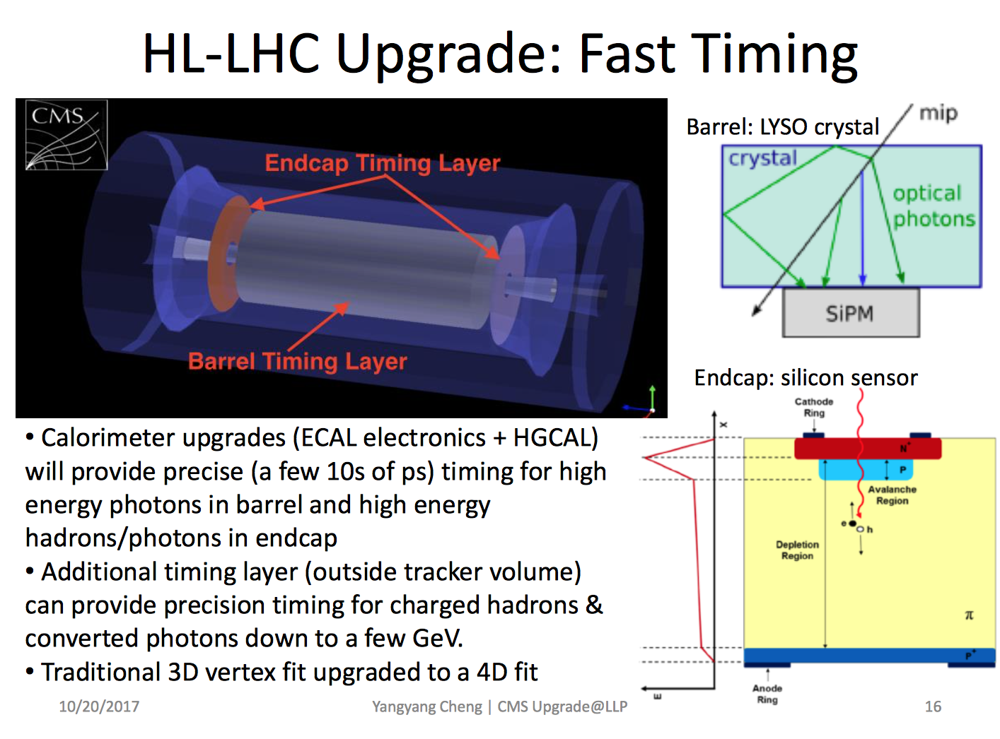 HL-LHC Upgrade: Fast Timing
CMS
Endcap Timing Layer
Barrel Timing Layer
Barrel: LYSO crystal
mip
crystal
optical
photons
SiPM
Endcap: silicon sensor
Cathode
Ring
X
N+
P
Avalanche
Region
e
h
Depletion
Region
π
P+
Anode
Ring
E
• Calorimeter upgrades (ECAL electronics + HGCAL)
will provide precise (a few 10s of ps) timing for high
energy photons in barrel and high energy
hadrons/photons in endcap
• Additional timing layer (outside tracker volume)
can provide precision timing for charged hadrons &
converted photons down to a few GeV.
• Traditional 3D vertex fit upgraded to a 4D fit
10/20/2017
Yangyang Cheng | CMS Upgrade@LLP
16